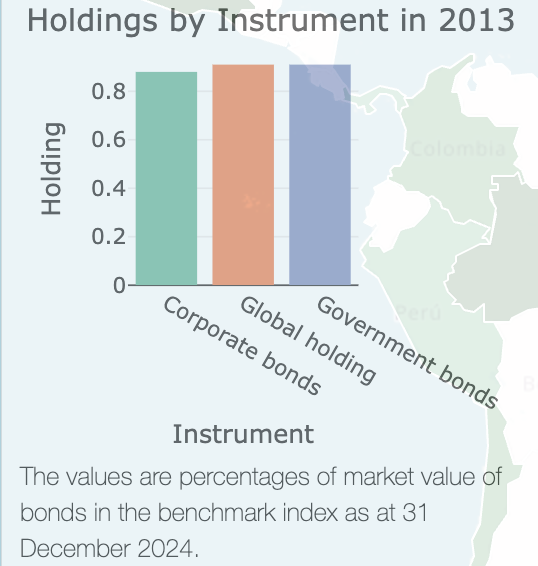 Holdings by Instrument in 2013
0.8
0.6
0.4
0.2
0
Holding
Corporate bonds
Global holding
Government bonds
Instrument
Colombia
Perú
The values are percentages of market value of
bonds in the benchmark index as at 31
December 2024.